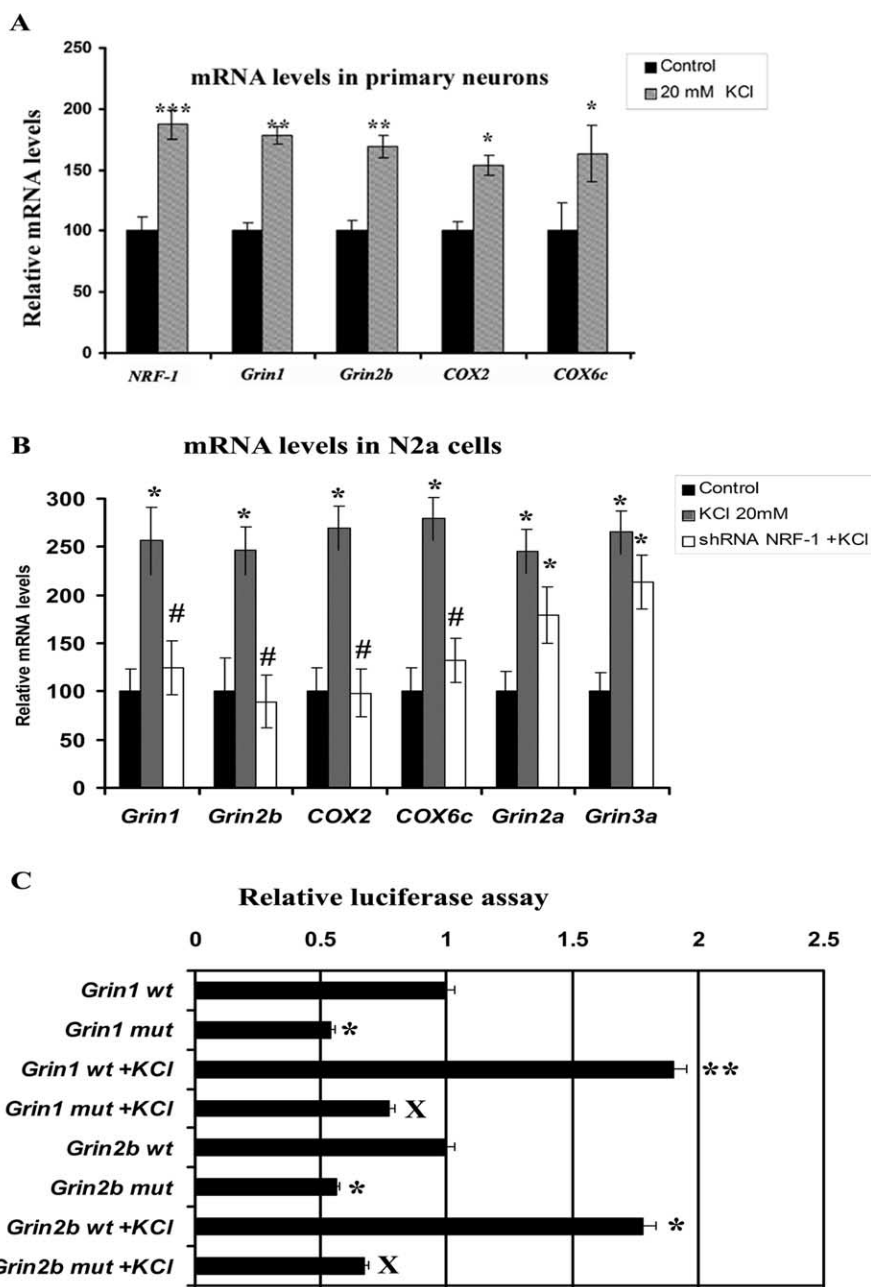 A
mRNA levels in primary neurons
Control
20 mM KCl
Relative mRNA levels
250
200
150
100
50
0
*** ** ** * *
NRF-1 Grin1 Grin2b COX2 COX6c
B
mRNA levels in N2a cells
Control
KCl 20mM
shRNA NRF-1 +KCl
Relative mRNA levels
300
250
200
150
100
50
0
* # * # * # * # * * * *
Grin1 Grin2b COX2 COX6c Grin2a Grin3a
C
Relative luciferase assay
0 0.5 1 1.5 2 2.5
Grin1 wt
Grin1 mut *
Grin1 wt +KCl **
Grin1 mut +KCl X
Grin2b wt
Grin2b mut *
Grin2b wt +KCl *
Grin2b mut +KCl X